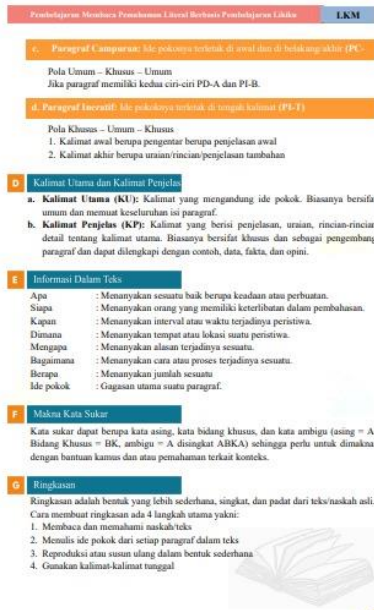 Pembelajaran Membaca Pemahaman Literal Berbasis Pembelajaran Likiku
LKM
c. Paragraf Campuran: Ide pokoknya terletak di awal dan di belakang/akhir (PC-
Pola Umum – Khusus – Umum
Jika paragraf memiliki kedua ciri-ciri PD-A dan PI-B.
d. Paragraf Ineratif: Ide pokoknya terletak di tengah kalimat (PI-T)
Pola Khusus – Umum – Khusus
1. Kalimat awal berupa pengentar berupa penjelasan awal
2. Kalimat akhir berupa uraian/rincian/penjelasan tambahan
D Kalimat Utama dan Kalimat Penjelas
a. Kalimat Utama (KU): Kalimat yang mengandung ide pokok. Biasanya bersifa
umum dan memuat keseluruhan isi paragraf.
b. Kalimat Penjelas (KP): Kalimat yang berisi penjelasan, uraian, rincian-rincian
detail tentang kalimat utama. Biasanya bersifat khusus dan sebagai pengembang
paragraf dan dapat dilengkapi dengan contoh, data, fakta, dan opini.
E Informasi Dalam Teks
Apa : Menanyakan sesuatu baik berupa keadaan atau perbuatan.
Siapa : Menanyakan orang yang memiliki keterlibatan dalam pembahasan.
Kapan : Menanyakan interval atau waktu terjadinya peristiwa.
Dimana : Menanyakan tempat atau lokasi suatu peristiwa.
Mengapa : Menanyakan alasan terjadinya sesuatu.
Bagaimana : Menanyakan cara atau proses terjadinya sesuatu.
Berapa : Menanyakan jumlah sesuatu
Ide pokok : Gagasan utama suatu paragraf.
F Makna Kata Sukar
Kata sukar dapat berupa kata asing, kata bidang khusus, dan kata ambigu (asing = A
Bidang Khusus = BK, ambigu = A disingkat ABKA) sehingga perlu untuk dimakna
dengan bantuan kamus dan atau pemahaman terkait konteks.
G Ringkasan
Ringkasan adalah bentuk yang lebih sederhana, singkat, dan padat dari teks/naskah asli.
Cara membuat ringkasan ada 4 langkah utama yakni:
1. Membaca dan memahami naskah/teks
2. Menulis ide pokok dari setiap paragraf dalam teks
3. Reproduksi atau susun ulang dalam bentuk sederhana
4. Gunakan kalimat-kalimat tunggal